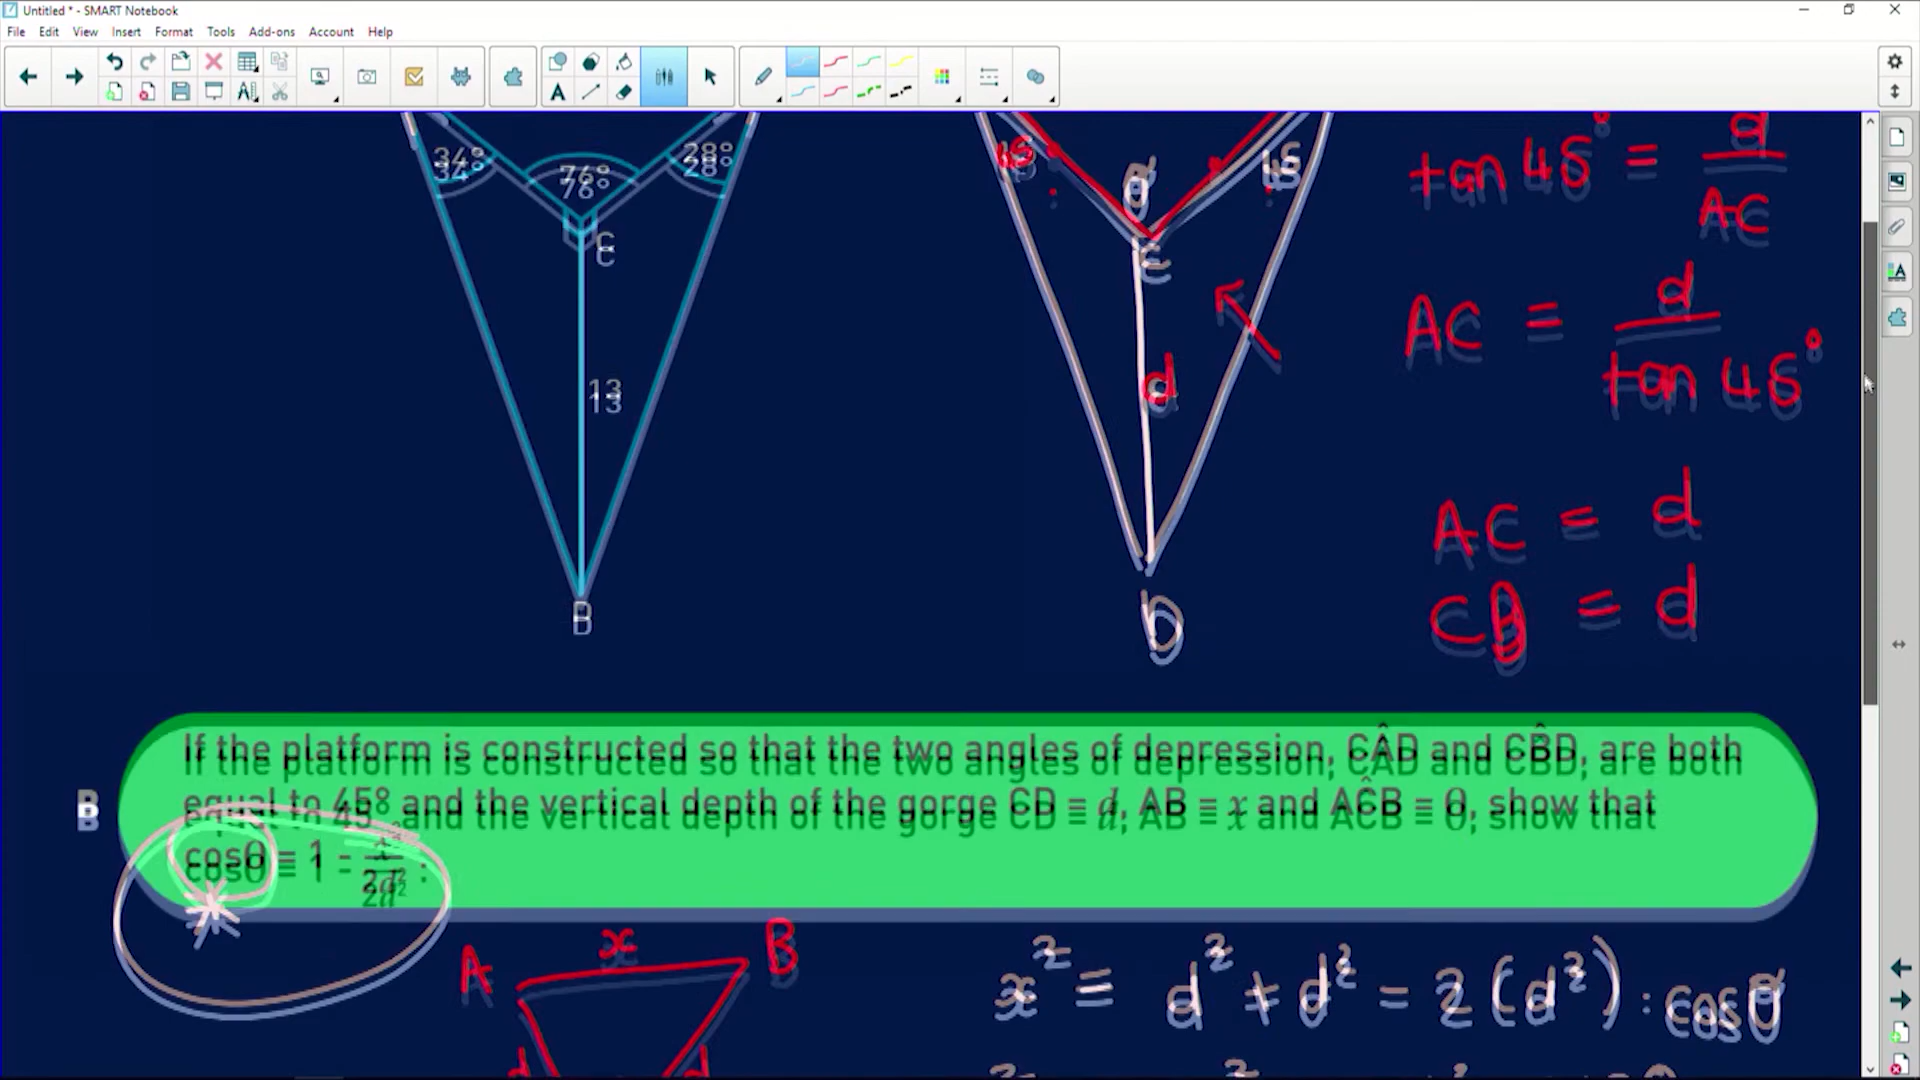 Untitled * - SMART Notebook
File Edit View Insert Format Tools Add-ons Account Help
34° 76° 28°
C
13
D
45 θ 45
C
d
D
tan 45° = d / AC
AC = d / tan 45°
AC = d
CB = d
B
If the platform is constructed so that the two angles of depression, CÂD and CB̂D, are both
equal to 45° and the vertical depth of the gorge CD = d, AB = x and AĈB = θ, show that
cosθ = 1 - x²/2d² .
A x B
d d
x² = d² + d² - 2(d²) . cosθ